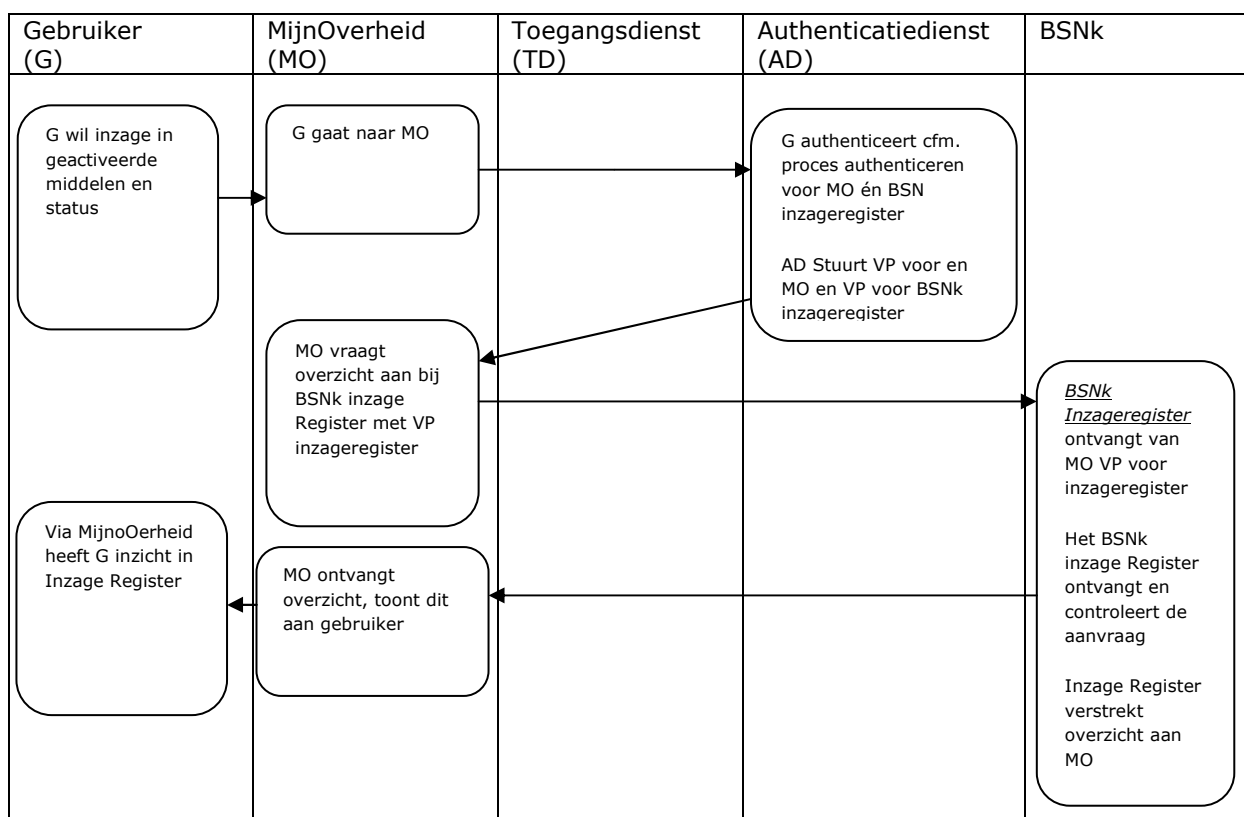 Gebruiker
(G)
MijnOverheid
(MO)
Toegangsdienst
(TD)
Authenticatiedienst
(AD)
BSNk
G wil inzage in
geactiveerde
middelen en
status
G gaat naar MO
G authenticeert cfm.
proces authenticeren
voor MO én BSN
inzageregister
AD Stuurt VP voor en
MO en VP voor BSNk
inzageregister
MO vraagt
overzicht aan bij
BSNk inzage
Register met VP
inzageregister
BSNk
Inzageregister
ontvangt van
MO VP voor
inzageregister
Het BSNk
inzage Register
ontvangt en
controleert de
aanvraag
Inzage Register
verstrekt
overzicht aan
MO
MO ontvangt
overzicht, toont dit
aan gebruiker
Via MijnoOerheid
heeft G inzicht in
Inzage Register